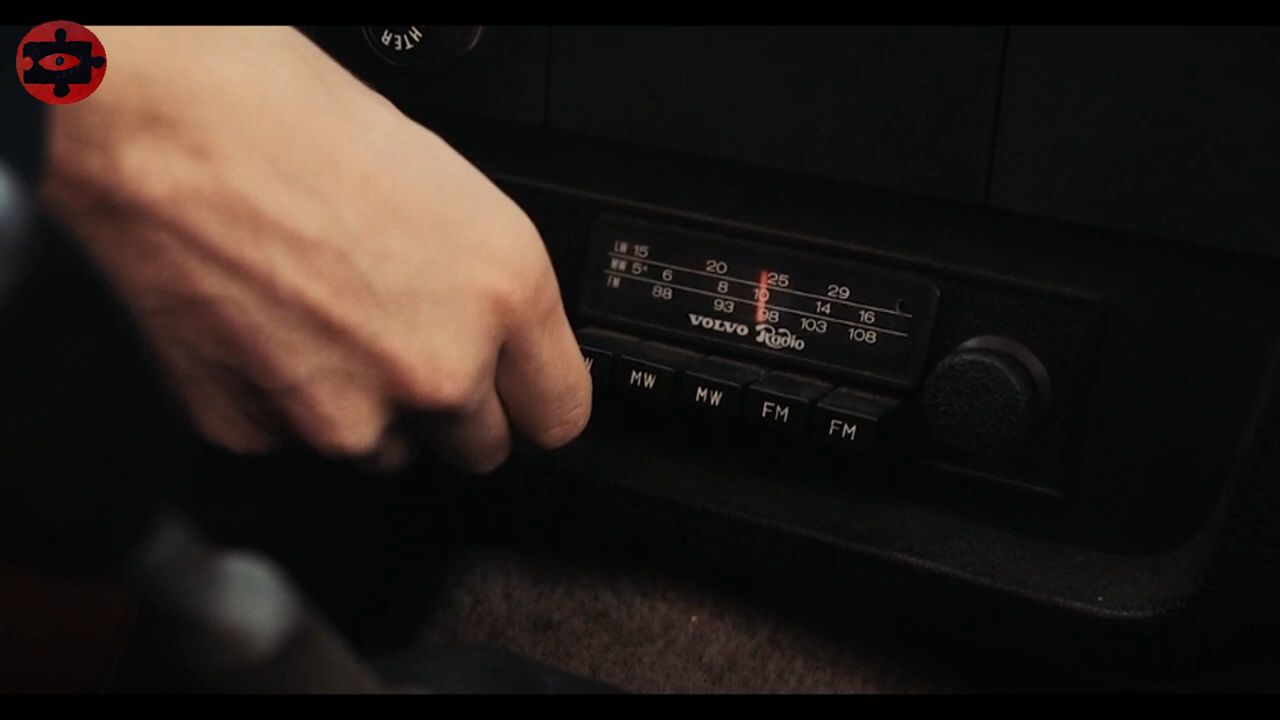 HTER
LW 15 20 25 29
MW 5⁴ 6 8 10 14 16
FM 88 93 98 103 108
VOLVO Radio
W MW MW FM FM